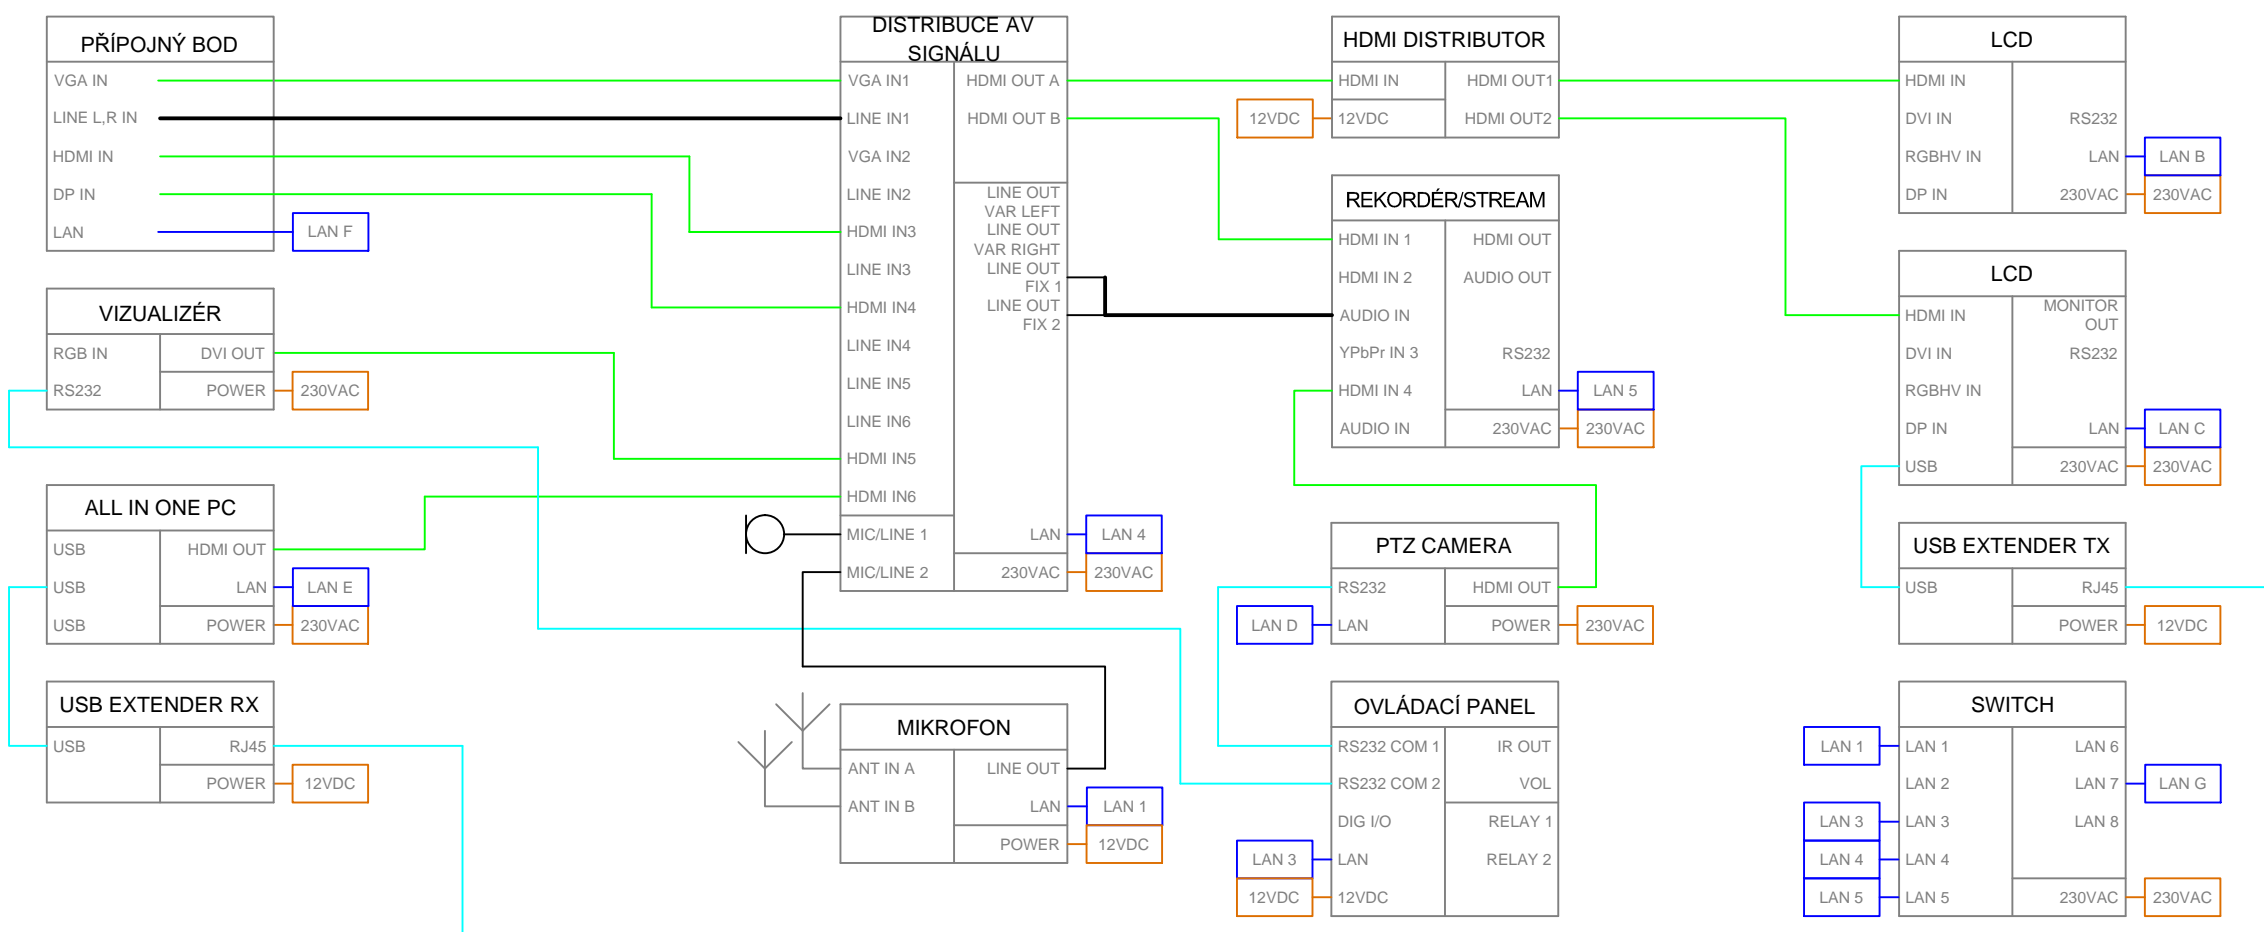 PŘÍPOJNÝ BOD
VGA IN
LINE L,R IN
HDMI IN
DP IN
LAN
LAN F
VIZUALIZÉR
RGB IN
DVI OUT
RS232
POWER
230VAC
ALL IN ONE PC
USB
HDMI OUT
USB
LAN
LAN E
USB
POWER
230VAC
USB EXTENDER RX
USB
RJ45
POWER
12VDC
DISTRIBUCE AV
SIGNÁLU
VGA IN1
HDMI OUT A
LINE IN1
HDMI OUT B
VGA IN2
LINE IN2
LINE OUT
VAR LEFT
HDMI IN3
LINE OUT
VAR RIGHT
LINE IN3
LINE OUT
FIX 1
HDMI IN4
LINE OUT
FIX 2
LINE IN4
LINE IN5
LINE IN6
HDMI IN5
HDMI IN6
MIC/LINE 1
LAN
LAN 4
MIC/LINE 2
230VAC
230VAC
MIKROFON
ANT IN A
LINE OUT
ANT IN B
LAN
LAN 1
POWER
12VDC
HDMI DISTRIBUTOR
HDMI IN
HDMI OUT1
12VDC
12VDC
HDMI OUT2
REKORDÉR/STREAM
HDMI IN 1
HDMI OUT
HDMI IN 2
AUDIO OUT
AUDIO IN
YPbPr IN 3
RS232
HDMI IN 4
LAN
LAN 5
AUDIO IN
230VAC
230VAC
PTZ CAMERA
RS232
HDMI OUT
LAN D
LAN
POWER
230VAC
OVLÁDACÍ PANEL
RS232 COM 1
IR OUT
RS232 COM 2
VOL
DIG I/O
RELAY 1
LAN 3
LAN
RELAY 2
12VDC
12VDC
LCD
HDMI IN
DVI IN
RS232
RGBHV IN
LAN
LAN B
DP IN
230VAC
230VAC
LCD
HDMI IN
MONITOR
OUT
DVI IN
RS232
RGBHV IN
DP IN
LAN
LAN C
USB
230VAC
230VAC
USB EXTENDER TX
USB
RJ45
POWER
12VDC
SWITCH
LAN 1
LAN 1
LAN 6
LAN 2
LAN 7
LAN G
LAN 3
LAN 3
LAN 8
LAN 4
LAN 4
LAN 5
LAN 5
230VAC
230VAC